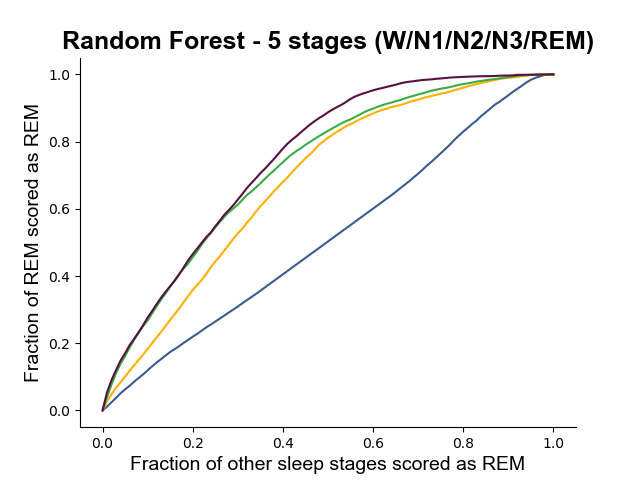 Random Forest - 5 stages (W/N1/N2/N3/REM)
Fraction of REM scored as REM
1.0
0.8
0.6
0.4
0.2
0.0
0.0 0.2 0.4 0.6 0.8 1.0
Fraction of other sleep stages scored as REM